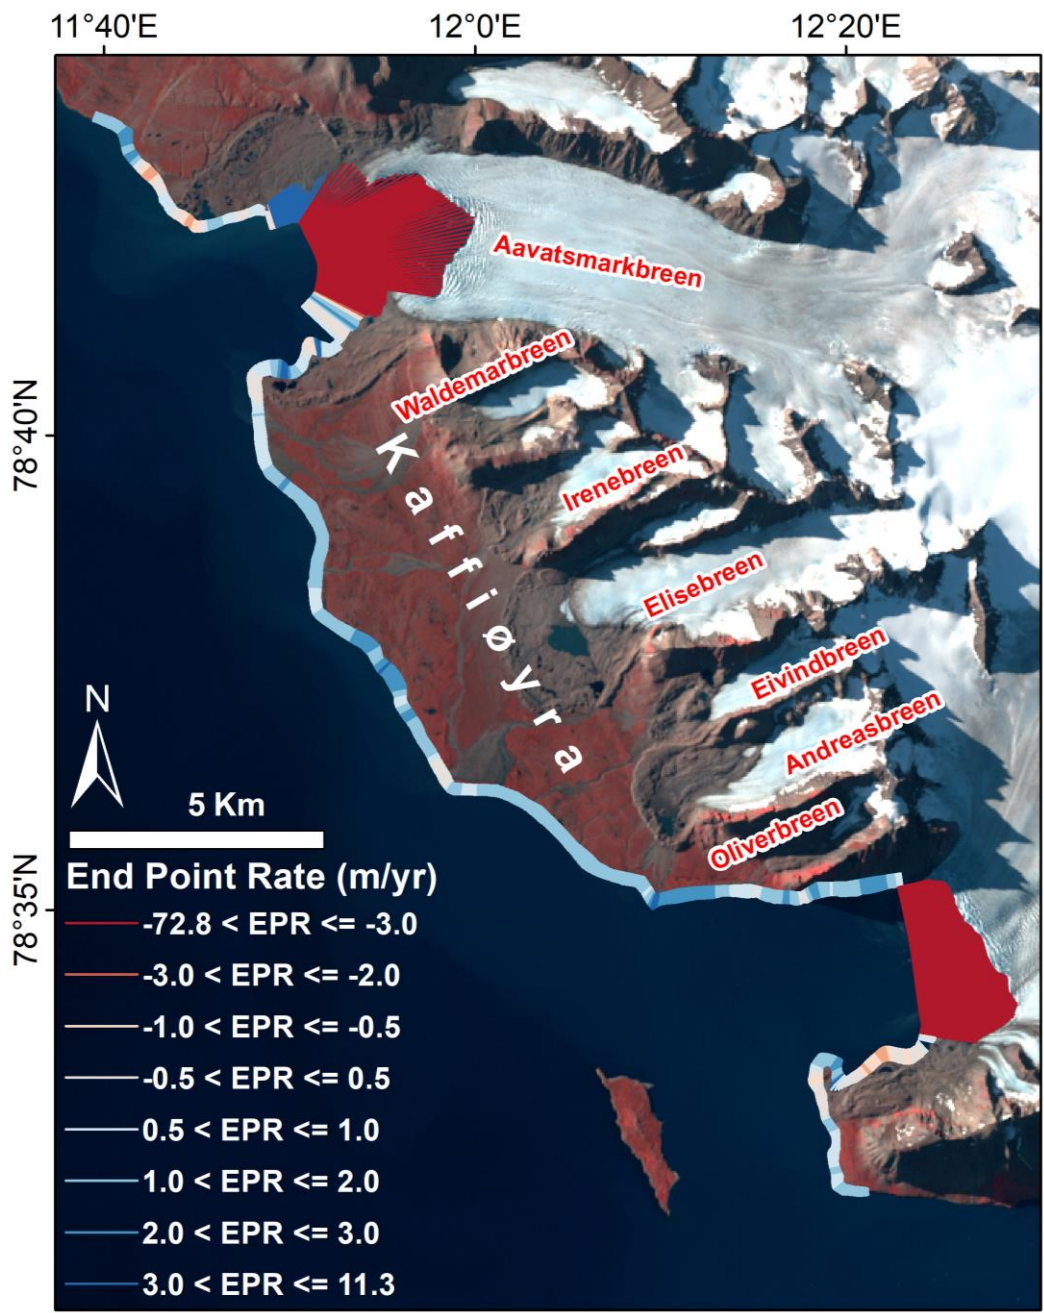 11°40'E 12°0'E 12°20'E
Aavatsmarkbreen
Waldemarbreen
78°40'N
Kaffiøyra
Irenebreen
Elisebreen
Eivindbreen
Andreasbreen
Oliverbreen
N
5 Km
78°35'N
End Point Rate (m/yr)
-72.8 < EPR <= -3.0
-3.0 < EPR <= -2.0
-1.0 < EPR <= -0.5
-0.5 < EPR <= 0.5
0.5 < EPR <= 1.0
1.0 < EPR <= 2.0
2.0 < EPR <= 3.0
3.0 < EPR <= 11.3